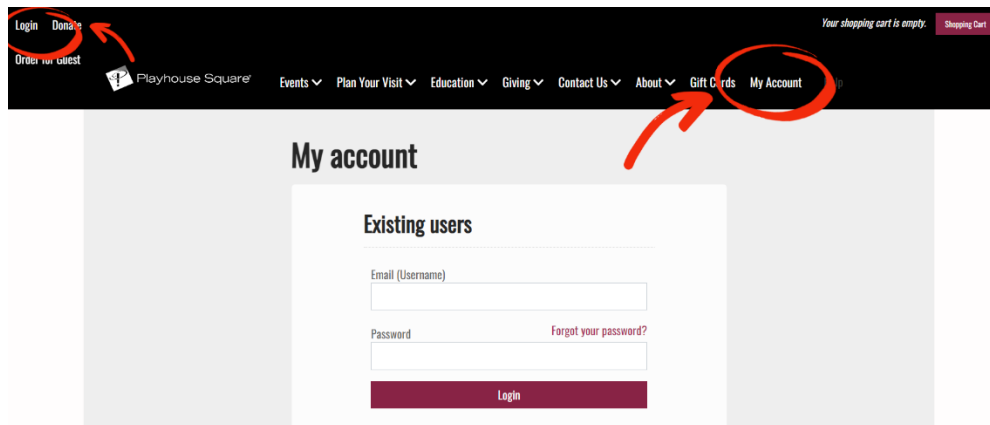 Login Donate
Your shopping cart is empty. Shopping Cart
Order for Guest
Playhouse Square
Events Plan Your Visit Education Giving Contact Us About Gift Cards My Account
My account
Existing users
Email (Username)
Password Forgot your password?
Login